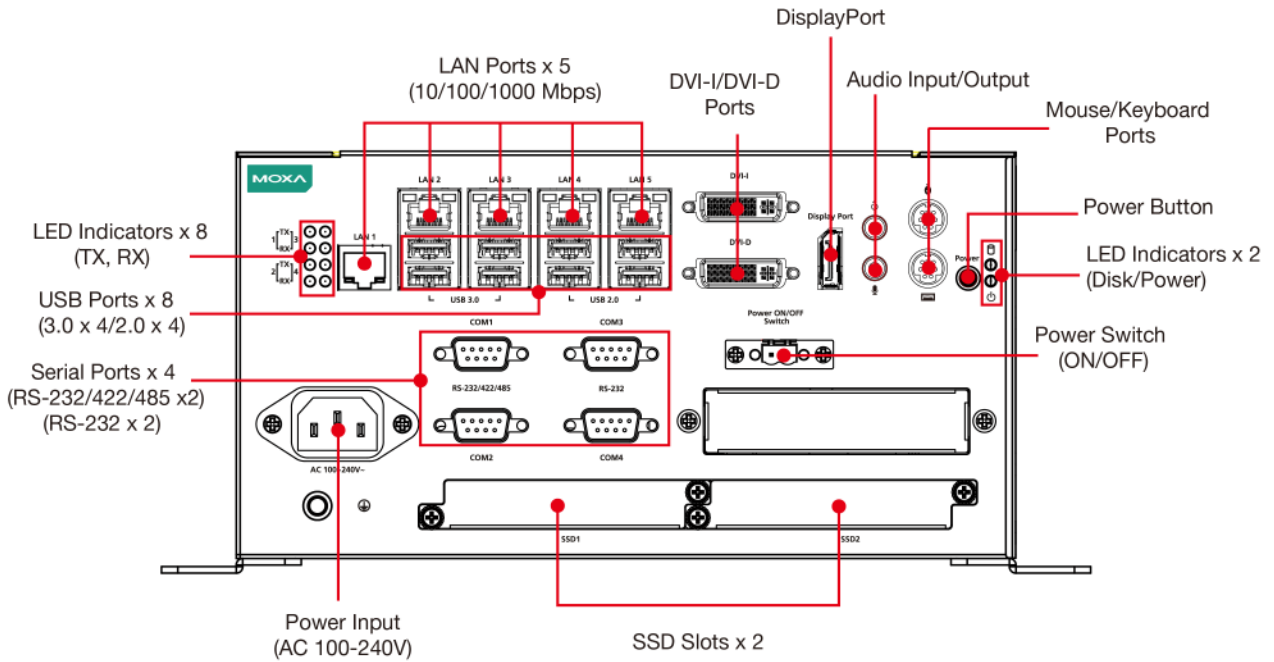 DisplayPort
LAN Ports x 5
(10/100/1000 Mbps)
DVI-I/DVI-D
Ports
Audio Input/Output
Mouse/Keyboard
Ports
MOXA
LAN 2
LAN 3
LAN 4
LAN 5
DVI-I
Power Button
LED Indicators x 8
(TX, RX)
1
TX
RX
3
2
TX
RX
4
LAN 1
Display Port
DVI-D
Power
LED Indicators x 2
(Disk/Power)
USB Ports x 8
(3.0 x 4/2.0 x 4)
USB 3.0
USB 2.0
COM1
COM3
Power ON/OFF
Switch
Power Switch
(ON/OFF)
Serial Ports x 4
(RS-232/422/485 x2)
(RS-232 x 2)
RS-232/422/485
RS-232
COM2
COM4
AC 100-240V~
SSD1
SSD2
Power Input
(AC 100-240V)
SSD Slots x 2